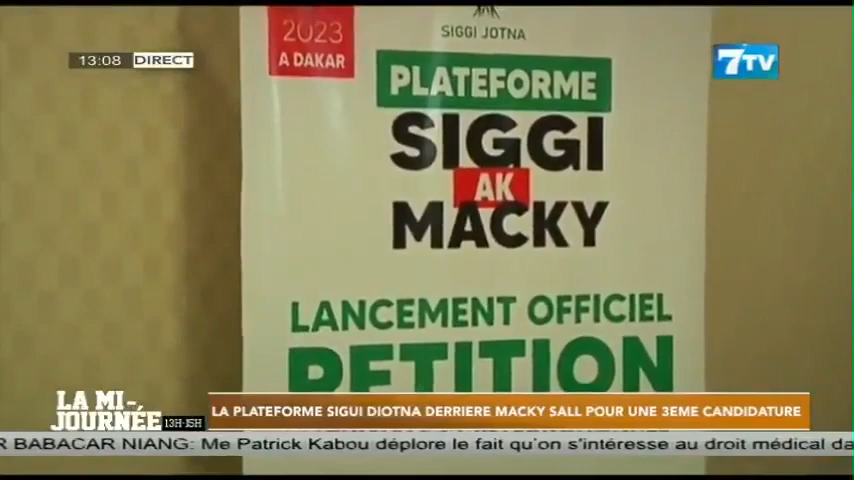 13:08 DIRECT
7TV
2023
A DAKAR
SIGGI JOTNA
PLATEFORME
SIGGI
AK
MACKY
LANCEMENT OFFICIEL
PETITION
LA MI-JOURNÉE 13H-15H
LA PLATEFORME SIGUI DIOTNA DERRIERE MACKY SALL POUR UNE 3EME CANDIDATURE
R BABACAR NIANG: Me Patrick Kabou déplore le fait qu'on s'intéresse au droit médical da